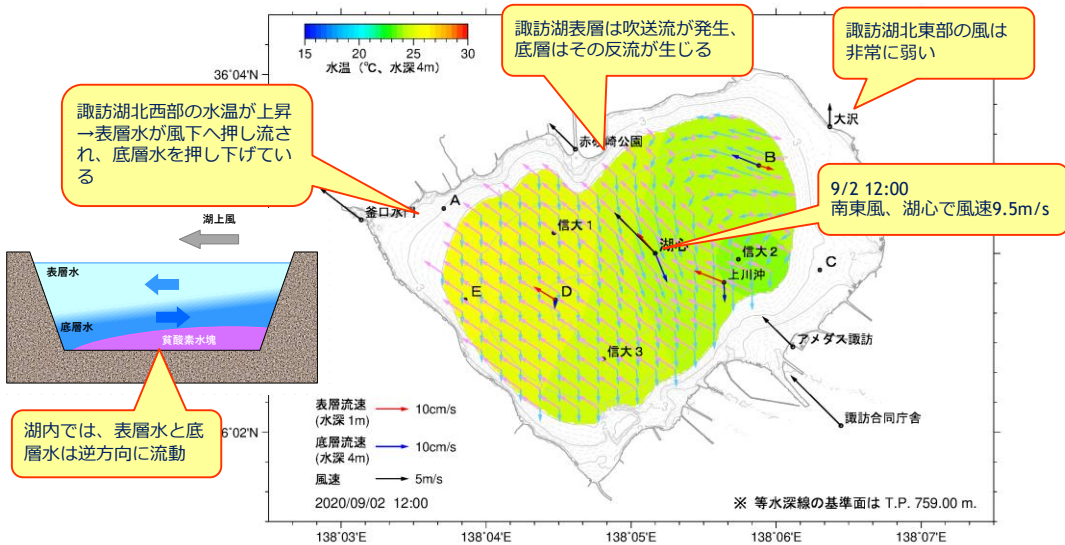 諏訪湖表層は吹送流が発生、
底層はその反流が生じる
諏訪湖北東部の風は
非常に弱い
15 20 25 30
水温 (°C、水深4m)
36°04'N
諏訪湖北西部の水温が上昇
→表層水が風下へ押し流され
、底層水を押し下げてい
る
大沢
赤砂崎公園
B
9/2 12:00
南東風、湖心で風速9.5m/s
A
釜口水門
湖上風
信大1
湖心
信大2
C
上川沖
表層水
底層水
貧酸素水塊
E
D
アメダス諏訪
信大3
湖内では、表層水と底
層水は逆方向に流動
表層流速
(水深1m)
10cm/s
底層流速
(水深4m)
10cm/s
風速
5m/s
諏訪合同庁舎
36°02'N
2020/09/02 12:00
※ 等水深線の基準面は T.P. 759.00 m.
138°03'E
138°04'E
138°05'E
138°06'E
138°07'E